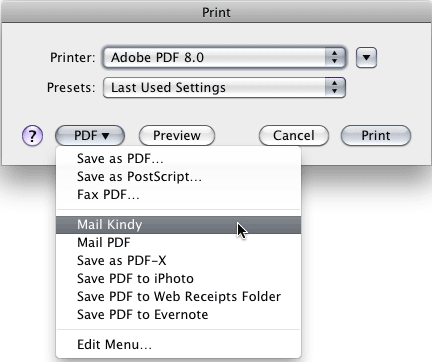 Print
Printer: Adobe PDF 8.0
Presets: Last Used Settings
? PDF ▼ Preview Cancel Print
Save as PDF...
Save as PostScript...
Fax PDF...
Mail Kindy
Mail PDF
Save as PDF-X
Save PDF to iPhoto
Save PDF to Web Receipts Folder
Save PDF to Evernote
Edit Menu...